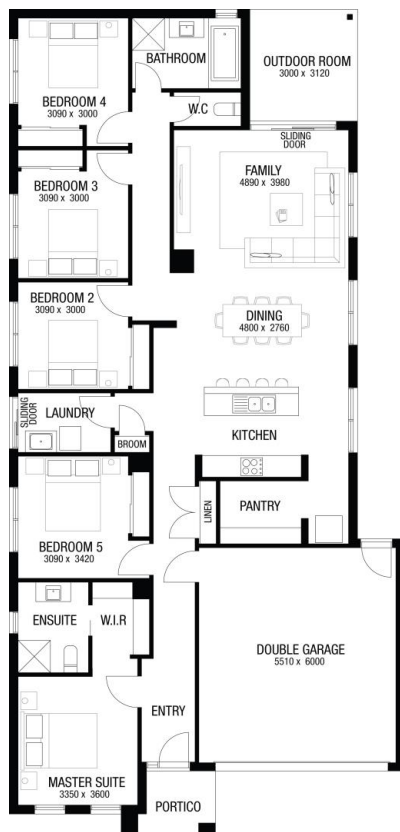 BATHROOM
OUTDOOR ROOM
3000 x 3120
BEDROOM 4
3090 x 3000
W.C
SLIDING
DOOR
FAMILY
4890 x 3980
BEDROOM 3
3090 x 3000
BEDROOM 2
3090 x 3000
DINING
4800 x 2760
SLIDING
DOOR
LAUNDRY
BROOM
KITCHEN
LINEN
PANTRY
BEDROOM 5
3090 x 3420
ENSUITE
W.I.R
DOUBLE GARAGE
5510 x 6000
ENTRY
MASTER SUITE
3350 x 3600
PORTICO